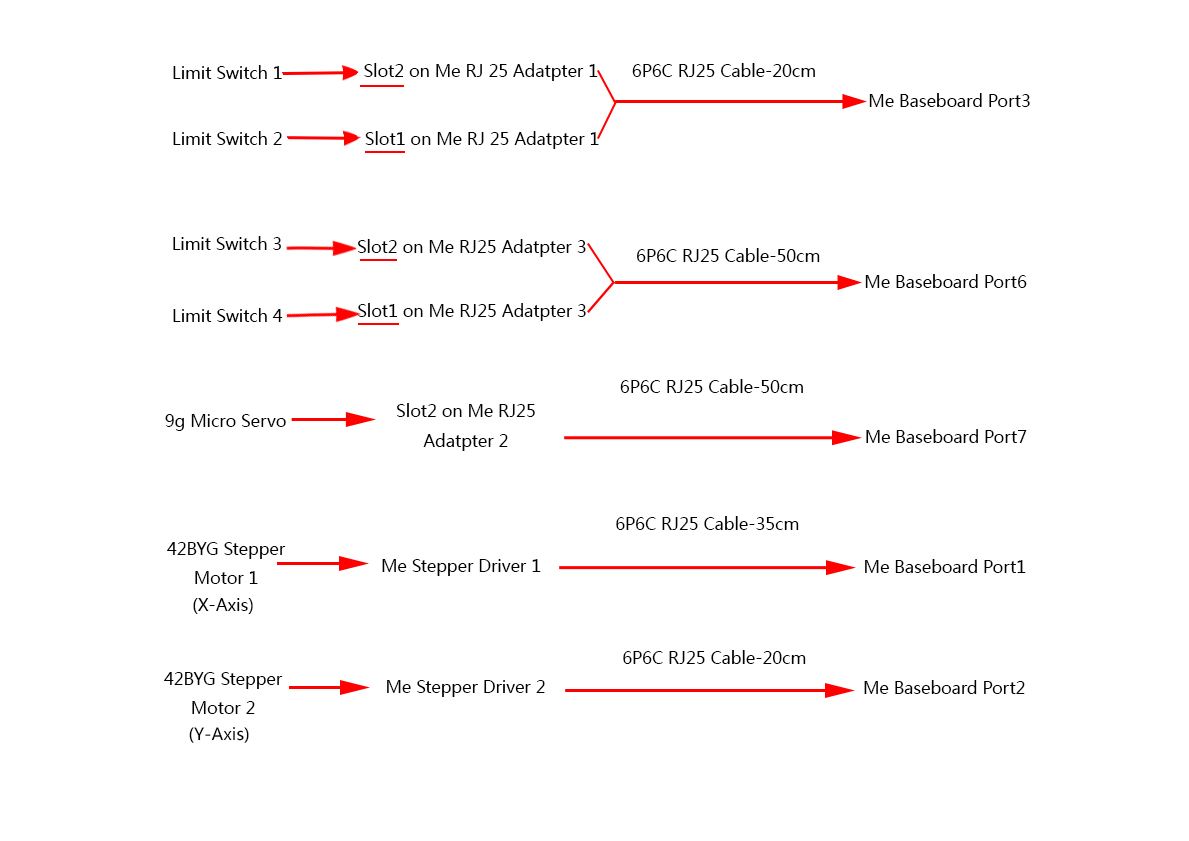 Limit Switch 1
Slot2 on Me RJ 25 Adatpter 1
6P6C RJ25 Cable-20cm
Me Baseboard Port3
Limit Switch 2
Slot1 on Me RJ 25 Adatpter 1
Limit Switch 3
Slot2 on Me RJ25 Adatpter 3
6P6C RJ25 Cable-50cm
Me Baseboard Port6
Limit Switch 4
Slot1 on Me RJ25 Adatpter 3
9g Micro Servo
Slot2 on Me RJ25
Adatpter 2
6P6C RJ25 Cable-50cm
Me Baseboard Port7
42BYG Stepper
Motor 1
(X-Axis)
Me Stepper Driver 1
6P6C RJ25 Cable-35cm
Me Baseboard Port1
42BYG Stepper
Motor 2
(Y-Axis)
Me Stepper Driver 2
6P6C RJ25 Cable-20cm
Me Baseboard Port2